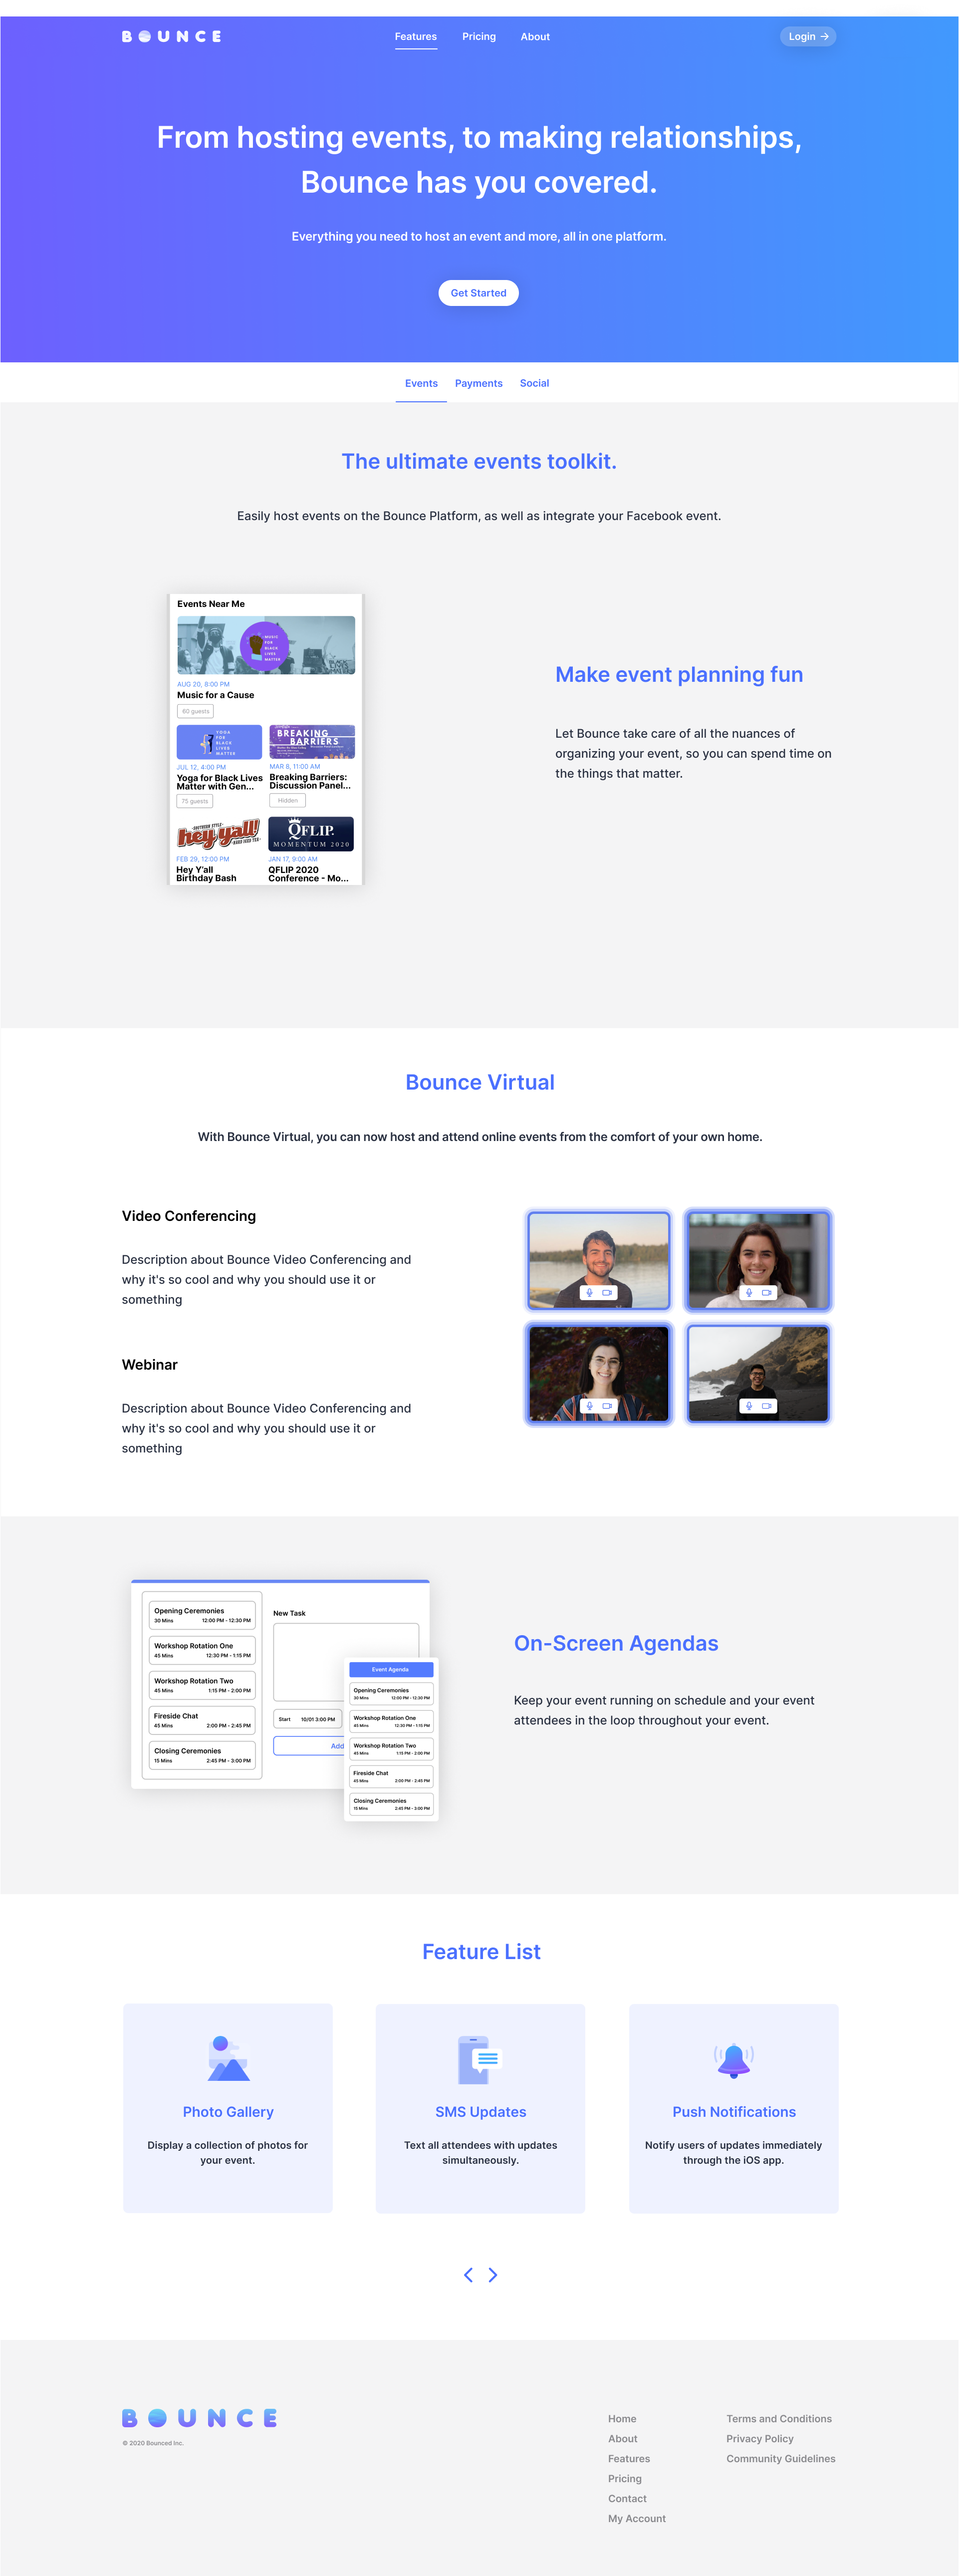 BOUNCE
Features Pricing About
Login →
From hosting events, to making relationships,
Bounce has you covered.
Everything you need to host an event and more, all in one platform.
Get Started
Events Payments Social
The ultimate events toolkit.
Easily host events on the Bounce Platform, as well as integrate your Facebook event.
Events Near Me
MUSIC
FOR
BLACK
LIVES
MATTER
AUG 20, 8:00 PM
Music for a Cause
60 guests
YOGA
FOR
BLACK
LIVES
MATTER
JUL 12, 4:00 PM
Yoga for Black Lives
Matter with Gen...
75 guests
BREAKING
BARRIERS
MAR 8, 11:00 AM
Breaking Barriers:
Discussion Panel...
Hidden
SOUTHERN STYLE
hey y'all
HARD ICED TEA
FEB 29, 12:00 PM
Hey Y'all
Birthday Bash
QFLIP
MOMENTUM 2020
JAN 17, 9:00 AM
QFLIP 2020
Conference - Mo...
Make event planning fun
Let Bounce take care of all the nuances of
organizing your event, so you can spend time on
the things that matter.
Bounce Virtual
With Bounce Virtual, you can now host and attend online events from the comfort of your own home.
Video Conferencing
Description about Bounce Video Conferencing and
why it's so cool and why you should use it or
something
Webinar
Description about Bounce Video Conferencing and
why it's so cool and why you should use it or
something
Opening Ceremonies
30 Mins 12:00 PM - 12:30 PM
Workshop Rotation One
45 Mins 12:30 PM - 1:15 PM
Workshop Rotation Two
45 Mins 1:15 PM - 2:00 PM
Fireside Chat
45 Mins 2:00 PM - 2:45 PM
Closing Ceremonies
15 Mins 2:45 PM - 3:00 PM
New Task
Start 10/01 3:00 PM
Add
Event Agenda
Opening Ceremonies
30 Mins 12:00 PM - 12:30 PM
Workshop Rotation One
45 Mins 12:30 PM - 1:15 PM
Workshop Rotation Two
45 Mins 1:15 PM - 2:00 PM
Fireside Chat
45 Mins 2:00 PM - 2:45 PM
Closing Ceremonies
15 Mins 2:45 PM - 3:00 PM
On-Screen Agendas
Keep your event running on schedule and your event
attendees in the loop throughout your event.
Feature List
Photo Gallery
Display a collection of photos for
your event.
SMS Updates
Text all attendees with updates
simultaneously.
Push Notifications
Notify users of updates immediately
through the iOS app.
BOUNCE
© 2020 Bounced Inc.
Home
About
Features
Pricing
Contact
My Account
Terms and Conditions
Privacy Policy
Community Guidelines